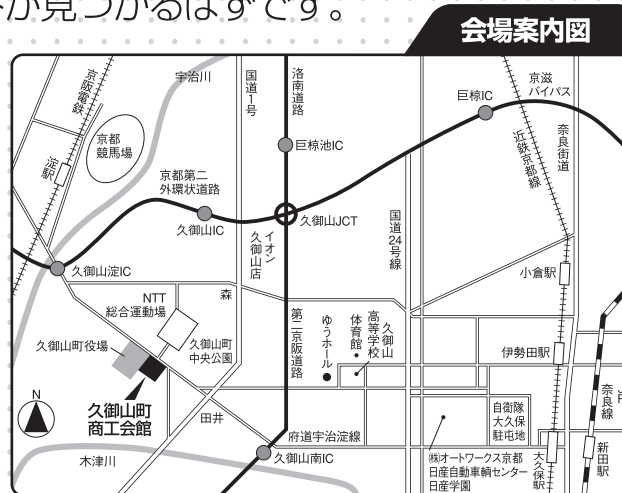 が見つかるはずです。
会場案内図
京阪電鉄
宇治川
国道1号
洛南道路
巨椋IC
京滋
バイパス
京都
競馬場
巨椋池IC
近鉄京都線
奈良街道
淀駅
京都第二
外環状道路
久御山IC
久御山JCT
イオン
久御山店
国道24号線
久御山淀IC
小倉駅
NTT
総合運動場
森
久御山町役場
久御山町
中央公園
第二京阪道路
ゆうホール
久御山
高等学校
体育館
伊勢田駅
N
久御山町
商工会館
田井
自衛隊
大久保
駐屯地
奈良線
府道宇治淀線
木津川
久御山南IC
㈱オートワークス京都
日産自動車輌センター
日産学園
大久保駅
新田駅